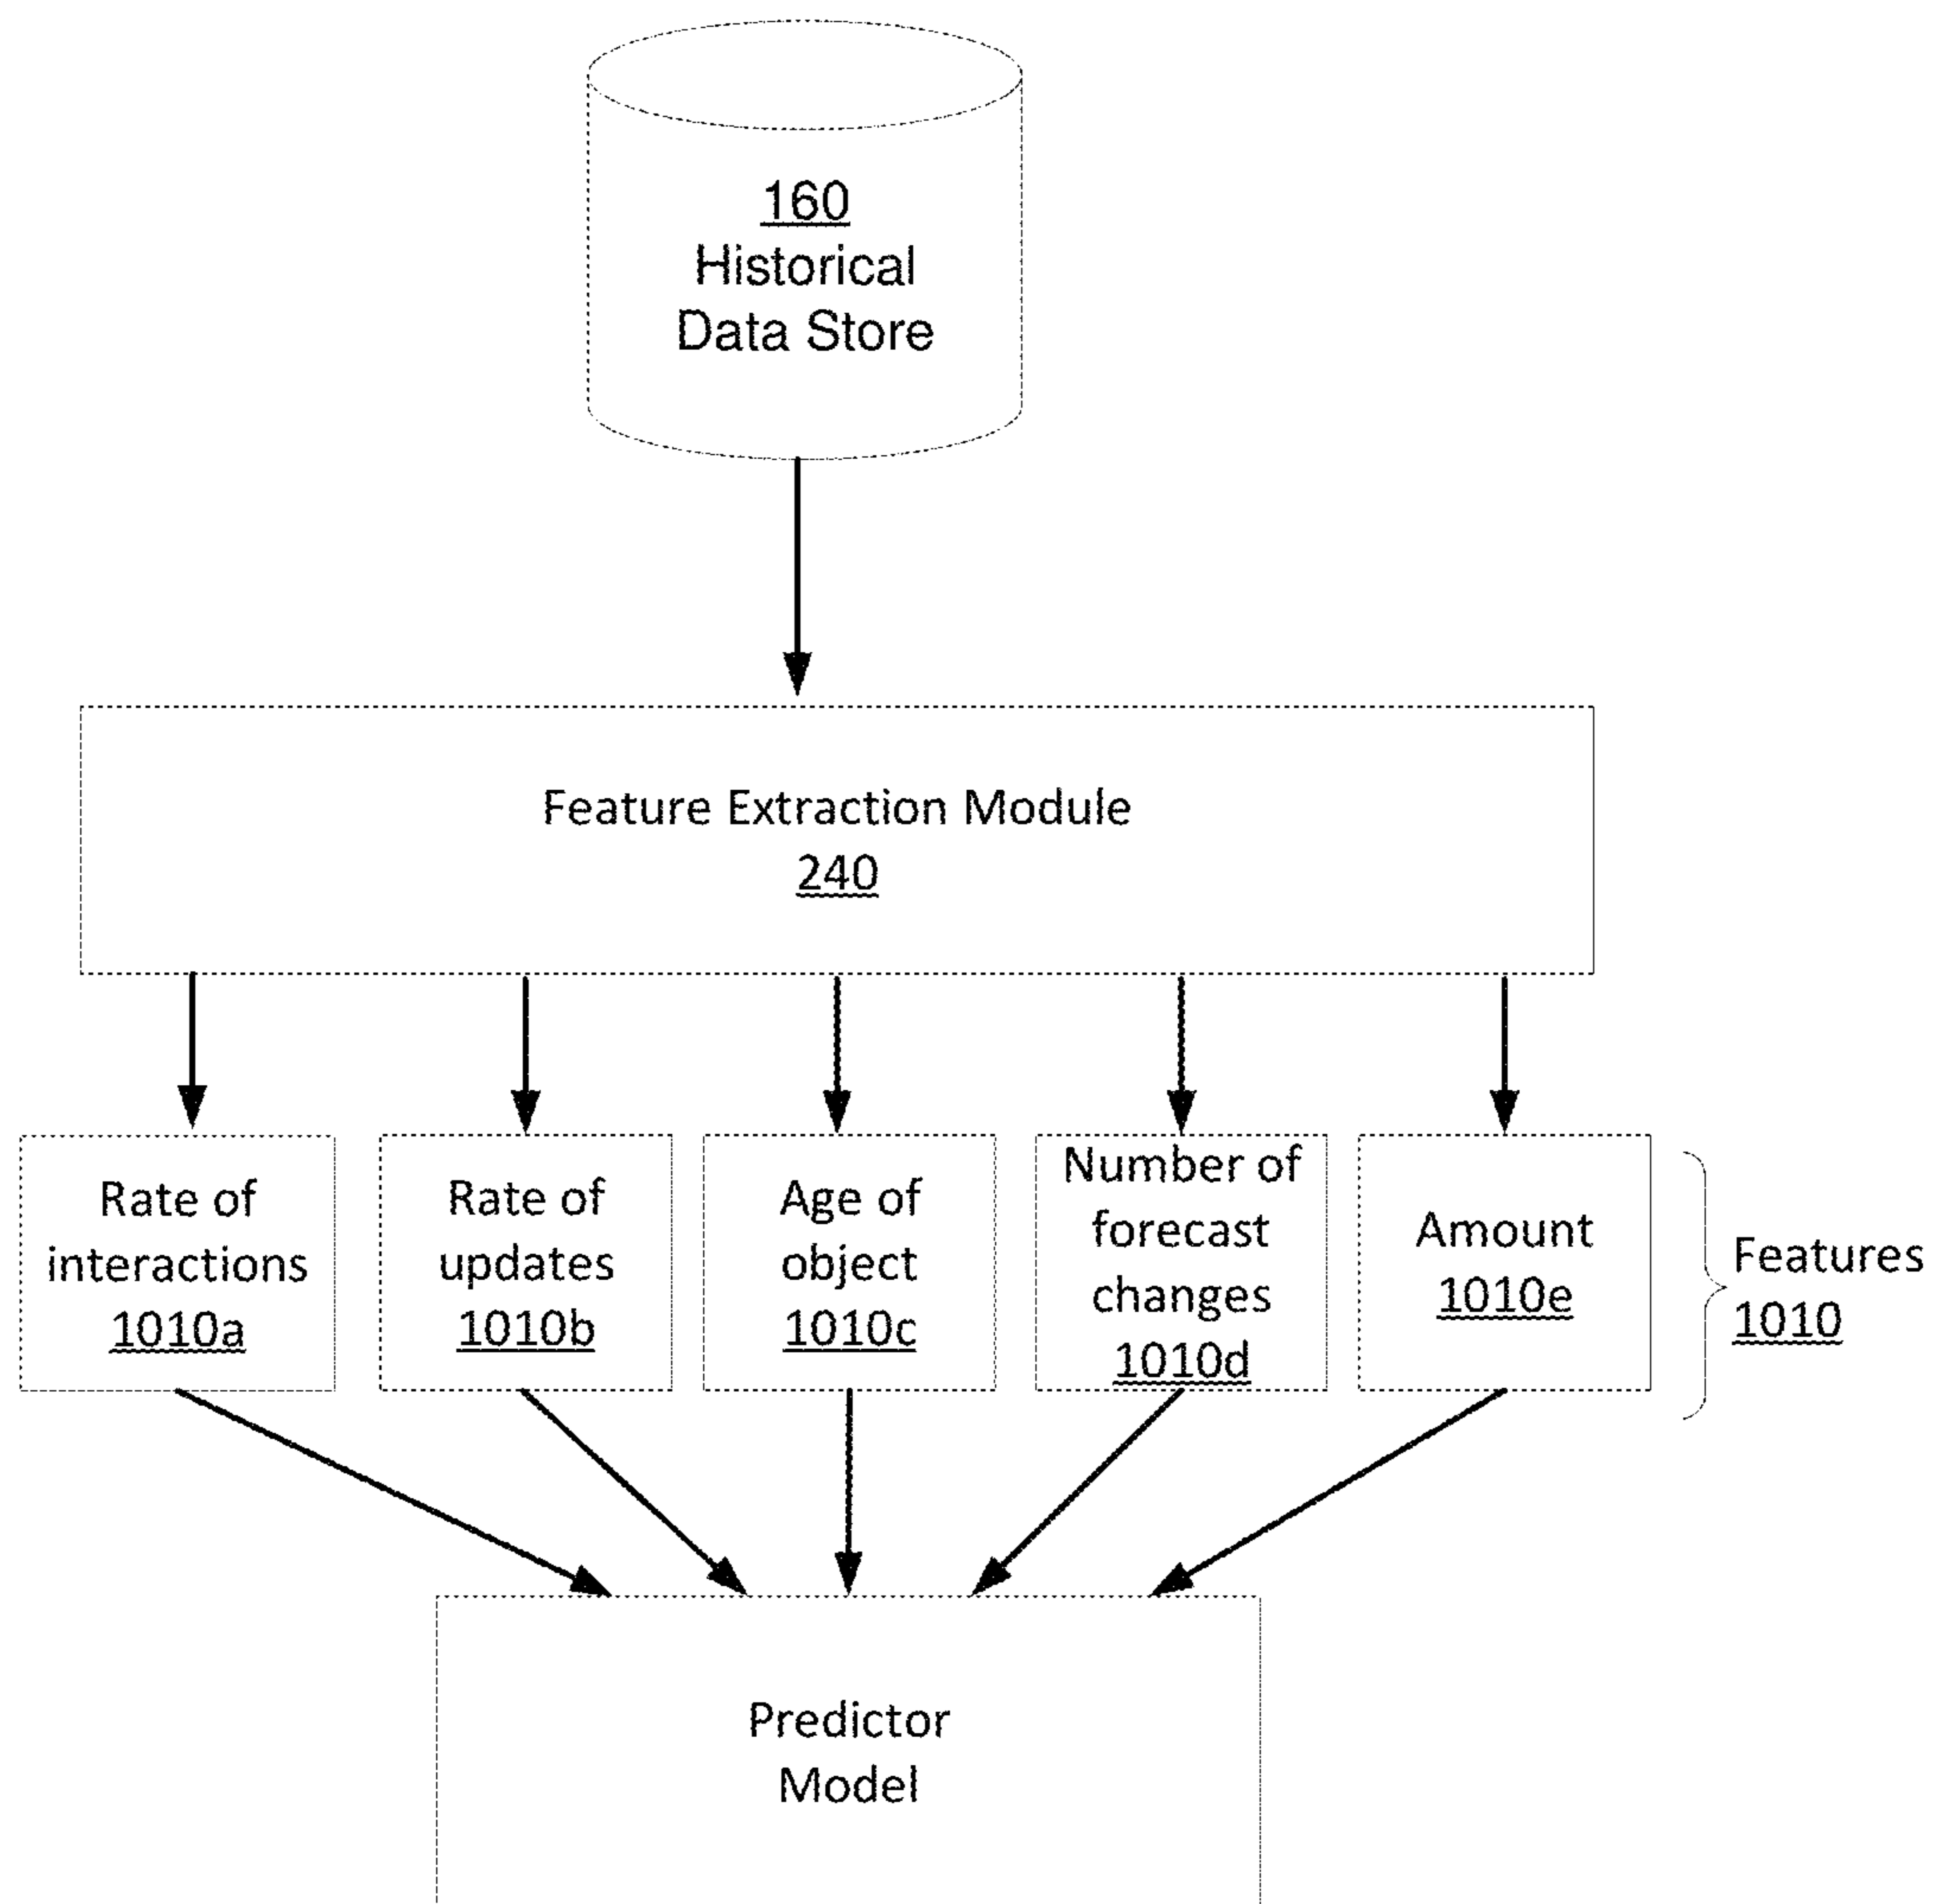 160
Historical
Data Store
Feature Extraction Module
240
Rate of
interactions
1010a
Rate of
updates
1010b
Age of
object
1010c
Number of
forecast
changes
1010d
Amount
1010e
Features
1010
Predictor
Model